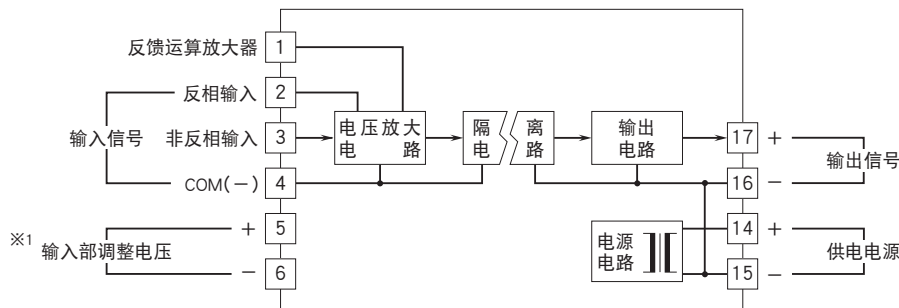 反馈运算放大器 1
反相输入 2
输入信号
非反相输入 3
COM(－) 4
电压放大
电路
隔离
电路
输出
电路
17 ＋
输出信号
16 －
※1 输入部调整电压
＋ 5
－ 6
电源
电路
14 ＋
供电电源
15 －